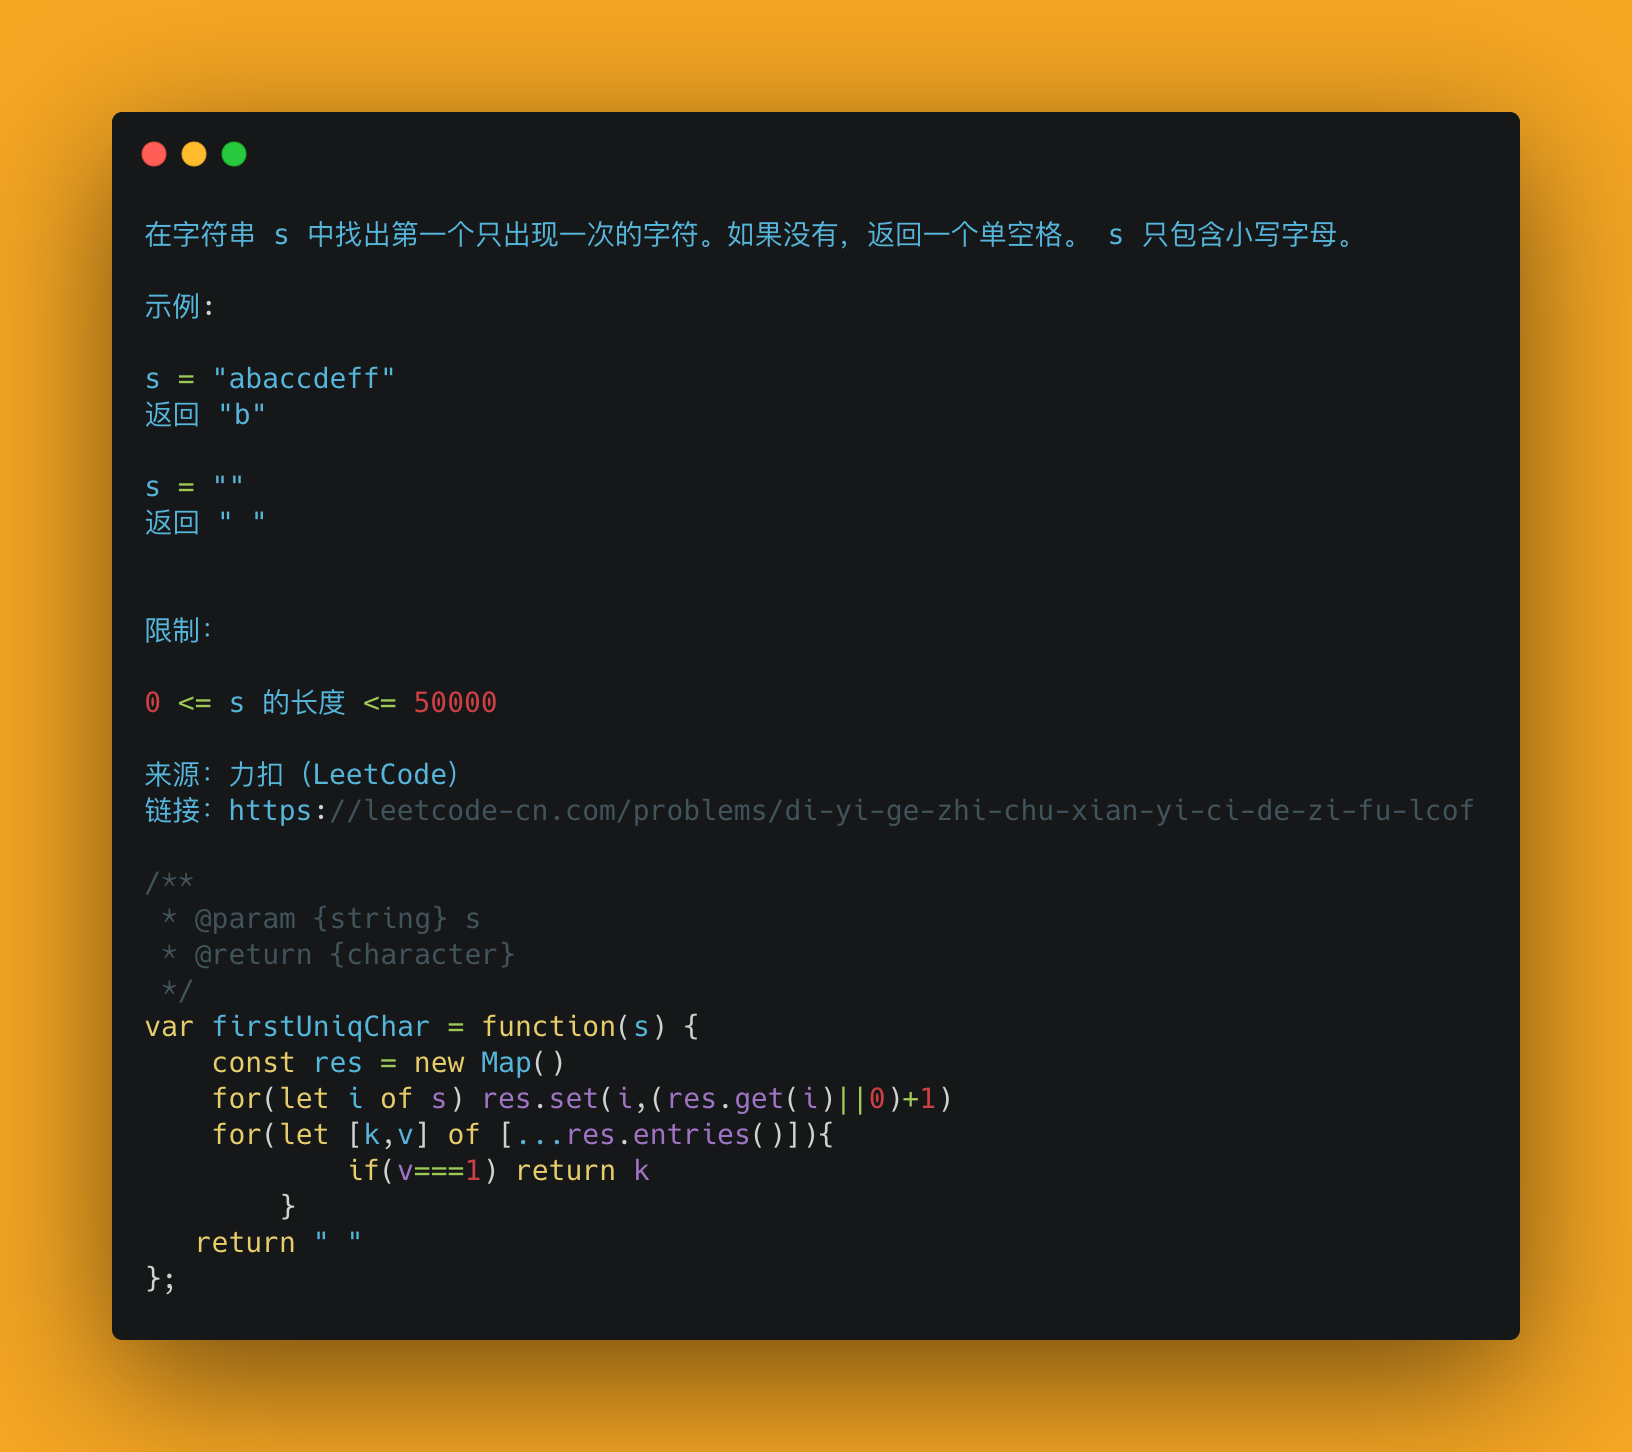 在字符串 s 中找出第一个只出现一次的字符。如果没有，返回一个单空格。 s 只包含小写字母。
示例:
s = "abaccdeff"
返回 "b"
s = ""
返回 " "
限制：
0 <= s 的长度 <= 50000
来源：力扣（LeetCode）
链接：https://leetcode-cn.com/problems/di-yi-ge-zhi-chu-xian-yi-ci-de-zi-fu-lcof
/**
 * @param {string} s
 * @return {character}
 */
var firstUniqChar = function(s) {
    const res = new Map()
    for(let i of s) res.set(i,(res.get(i)||0)+1)
    for(let [k,v] of [...res.entries()]){
            if(v===1) return k
        }
   return " "
};